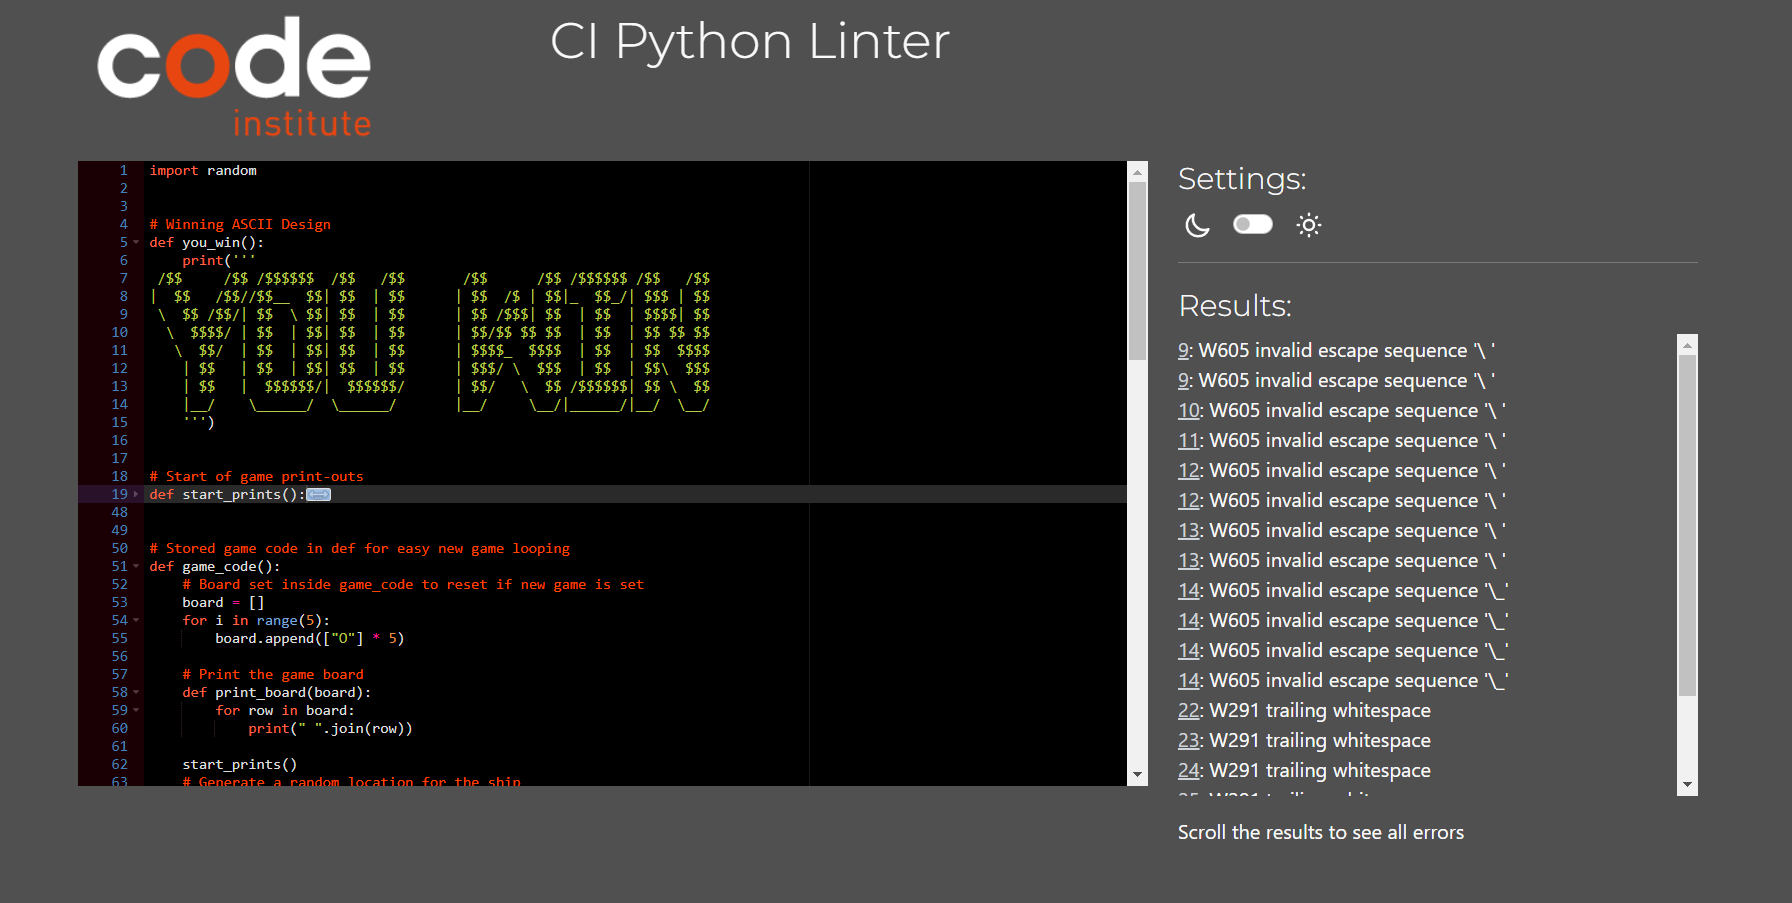 code
institute
CI Python Linter
1 import random
2
3
4 # Winning ASCII Design
5 def you_win():
6     print('''
7  /$$     /$$ /$$$$$$  /$$   /$$       /$$      /$$ /$$$$$$ /$$   /$$
8 |  $$   /$$//$$__  $$| $$  | $$      | $$  /$ | $$|_  $$_/| $$$ | $$
9  \  $$ /$$/| $$  \ $$| $$  | $$      | $$ /$$$| $$  | $$  | $$$$| $$
10   \  $$$$/ | $$  | $$| $$  | $$      | $$/$$ $$ $$  | $$  | $$ $$ $$
11    \  $$/  | $$  | $$| $$  | $$      | $$$$_  $$$$  | $$  | $$  $$$$
12     | $$   | $$  | $$| $$  | $$      | $$$/ \  $$$  | $$  | $$\  $$$
13     | $$   |  $$$$$$/|  $$$$$$/      | $$/   \  $$ /$$$$$$| $$ \  $$
14     |__/    \______/  \______/       |__/     \__/|______/|__/  \__/
15     ''')
16
17
18 # Start of game print-outs
19 def start_prints():
48
49
50 # Stored game code in def for easy new game looping
51 def game_code():
52     # Board set inside game_code to reset if new game is set
53     board = []
54     for i in range(5):
55         board.append(["O"] * 5)
56
57     # Print the game board
58     def print_board(board):
59         for row in board:
60             print(" ".join(row))
61
62     start_prints()
63     # Generate a random location for the ship
Settings:
Results:
9: W605 invalid escape sequence '\ '
9: W605 invalid escape sequence '\ '
10: W605 invalid escape sequence '\ '
11: W605 invalid escape sequence '\ '
12: W605 invalid escape sequence '\ '
12: W605 invalid escape sequence '\ '
13: W605 invalid escape sequence '\ '
13: W605 invalid escape sequence '\ '
14: W605 invalid escape sequence '\_'
14: W605 invalid escape sequence '\_'
14: W605 invalid escape sequence '\_'
14: W605 invalid escape sequence '\_'
22: W291 trailing whitespace
23: W291 trailing whitespace
24: W291 trailing whitespace
Scroll the results to see all errors